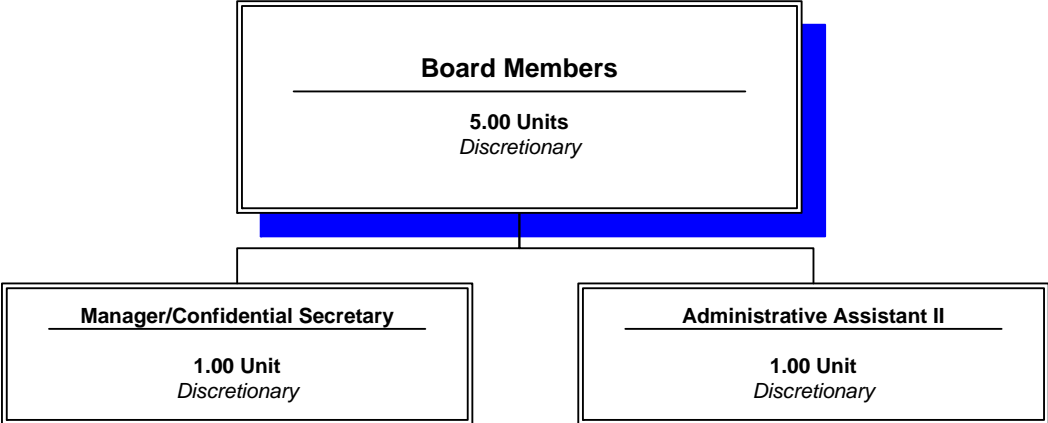 Board Members
5.00 Units
Discretionary
Manager/Confidential Secretary
1.00 Unit
Discretionary
Administrative Assistant II
1.00 Unit
Discretionary